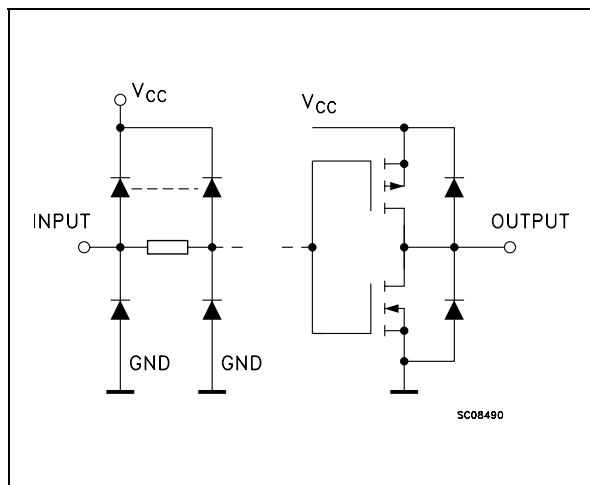 VCC
VCC
INPUT
OUTPUT
GND
GND
SC08490